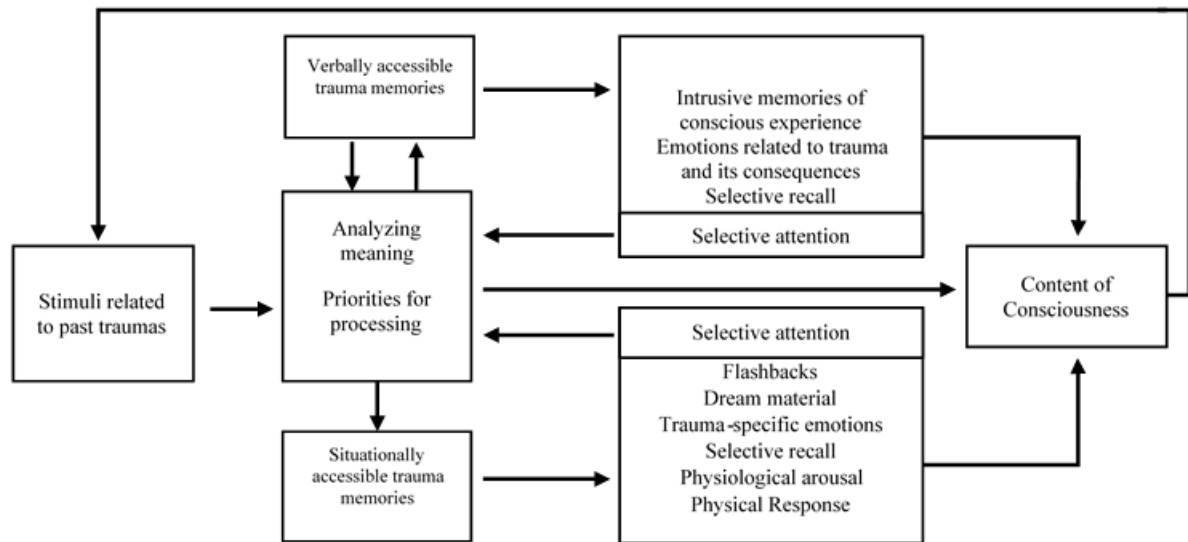 Verbally accessible
trauma memories
Intrusive memories of
conscious experience
Emotions related to trauma
and its consequences
Selective recall
Selective attention
Analyzing
meaning
Priorities for
processing
Stimuli related
to past traumas
Content of
Consciousness
Selective attention
Flashbacks
Dream material
Trauma-specific emotions
Selective recall
Physiological arousal
Physical Response
Situationally
accessible trauma
memories